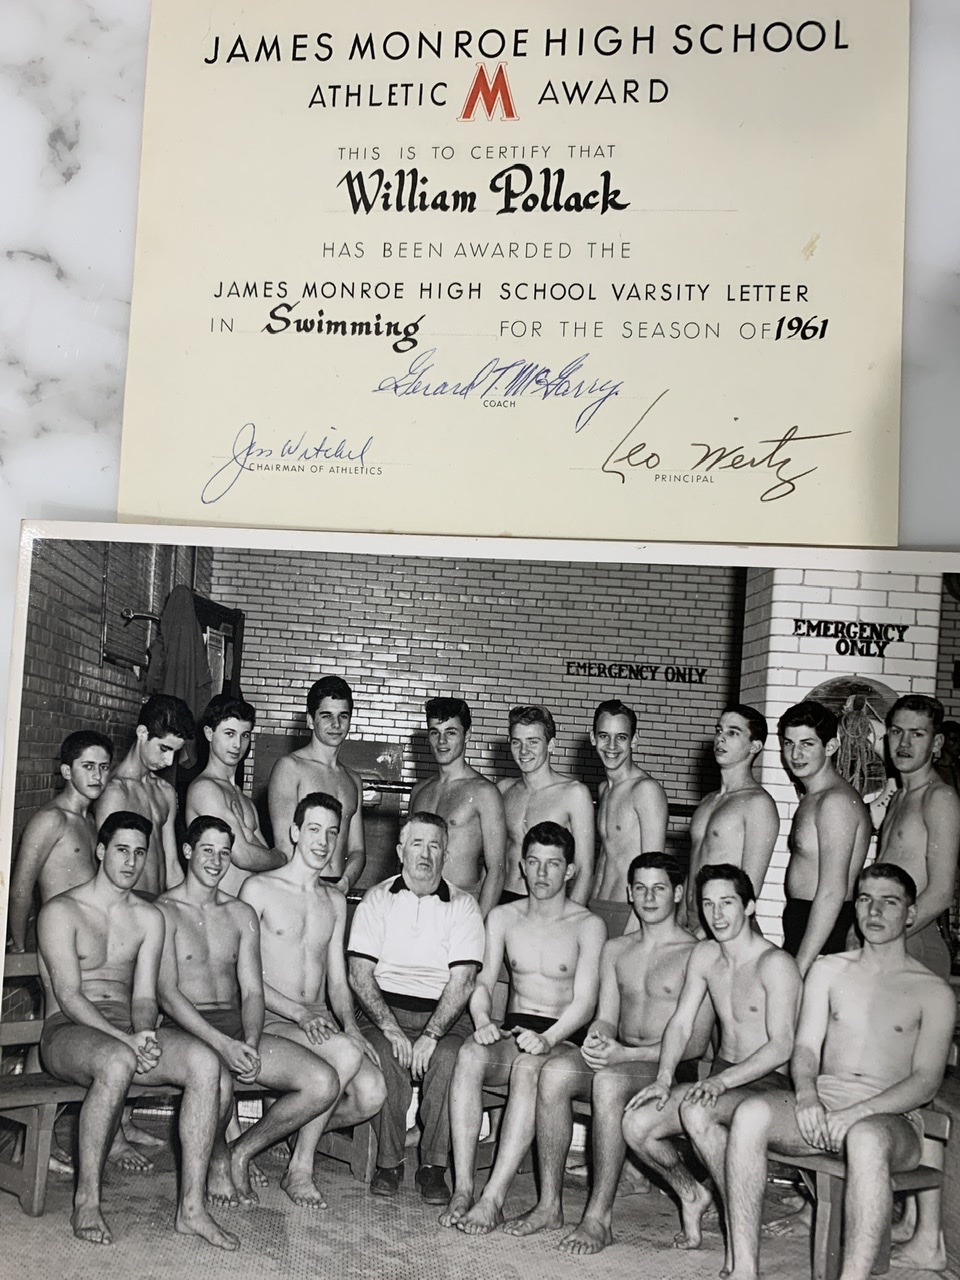 JAMES MONROE HIGH SCHOOL
ATHLETIC M AWARD
THIS IS TO CERTIFY THAT
William Pollack
HAS BEEN AWARDED THE
JAMES MONROE HIGH SCHOOL VARSITY LETTER
IN Swimming FOR THE SEASON OF 1961
Gerard T. McGarry
COACH
Leo Weitz
CHAIRMAN OF ATHLETICS
PRINCIPAL
EMERGENCY ONLY
EMERGENCY
ONLY